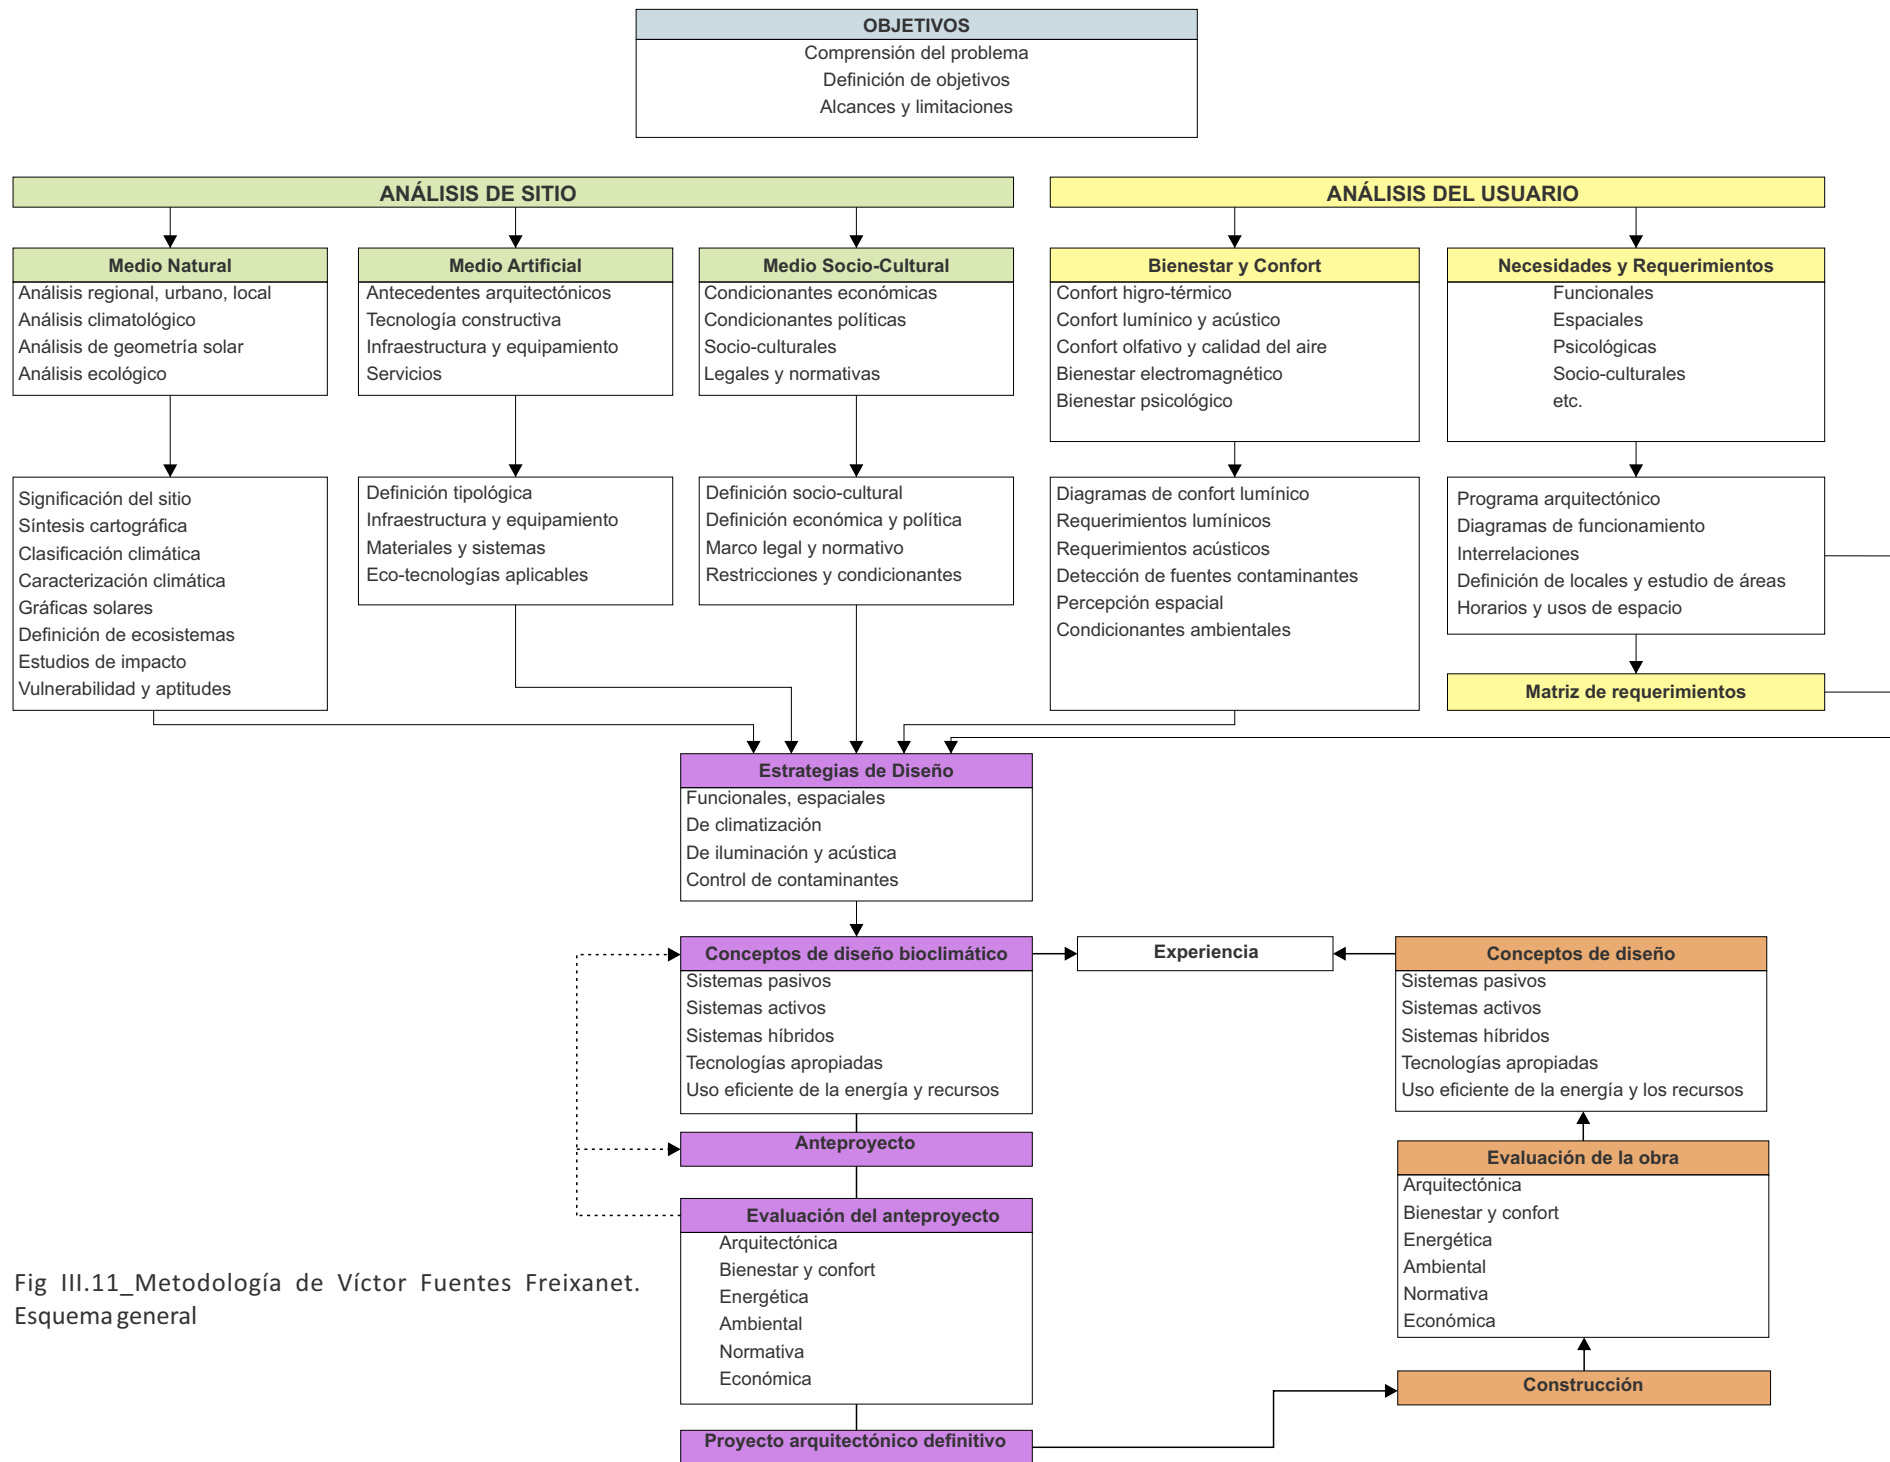 OBJETIVOS
Comprensión del problema
Definición de objetivos
Alcances y limitaciones
ANÁLISIS DE SITIO
Medio Natural
Análisis regional, urbano, local
Análisis climatológico
Análisis de geometría solar
Análisis ecológico
Significación del sitio
Síntesis cartográfica
Clasificación climática
Caracterización climática
Gráficas solares
Definición de ecosistemas
Estudios de impacto
Vulnerabilidad y aptitudes
Medio Artificial
Antecedentes arquitectónicos
Tecnología constructiva
Infraestructura y equipamiento
Servicios
Definición tipológica
Infraestructura y equipamiento
Materiales y sistemas
Eco-tecnologías aplicables
Medio Socio-Cultural
Condicionantes económicas
Condicionantes políticas
Socio-culturales
Legales y normativas
Definición socio-cultural
Definición económica y política
Marco legal y normativo
Restricciones y condicionantes
ANÁLISIS DEL USUARIO
Bienestar y Confort
Confort higro-térmico
Confort lumínico y acústico
Confort olfativo y calidad del aire
Bienestar electromagnético
Bienestar psicológico
Diagramas de confort lumínico
Requerimientos lumínicos
Requerimientos acústicos
Detección de fuentes contaminantes
Percepción espacial
Condicionantes ambientales
Necesidades y Requerimientos
Funcionales
Espaciales
Psicológicas
Socio-culturales
etc.
Programa arquitectónico
Diagramas de funcionamiento
Interrelaciones
Definición de locales y estudio de áreas
Horarios y usos de espacio
Matriz de requerimientos
Estrategias de Diseño
Funcionales, espaciales
De climatización
De iluminación y acústica
Control de contaminantes
Conceptos de diseño bioclimático
Sistemas pasivos
Sistemas activos
Sistemas híbridos
Tecnologías apropiadas
Uso eficiente de la energía y recursos
Experiencia
Conceptos de diseño
Sistemas pasivos
Sistemas activos
Sistemas híbridos
Tecnologías apropiadas
Uso eficiente de la energía y los recursos
Anteproyecto
Evaluación del anteproyecto
Arquitectónica
Bienestar y confort
Energética
Ambiental
Normativa
Económica
Evaluación de la obra
Arquitectónica
Bienestar y confort
Energética
Ambiental
Normativa
Económica
Construcción
Proyecto arquitectónico definitivo
Fig III.11_Metodología de Víctor Fuentes Freixanet.
Esquema general